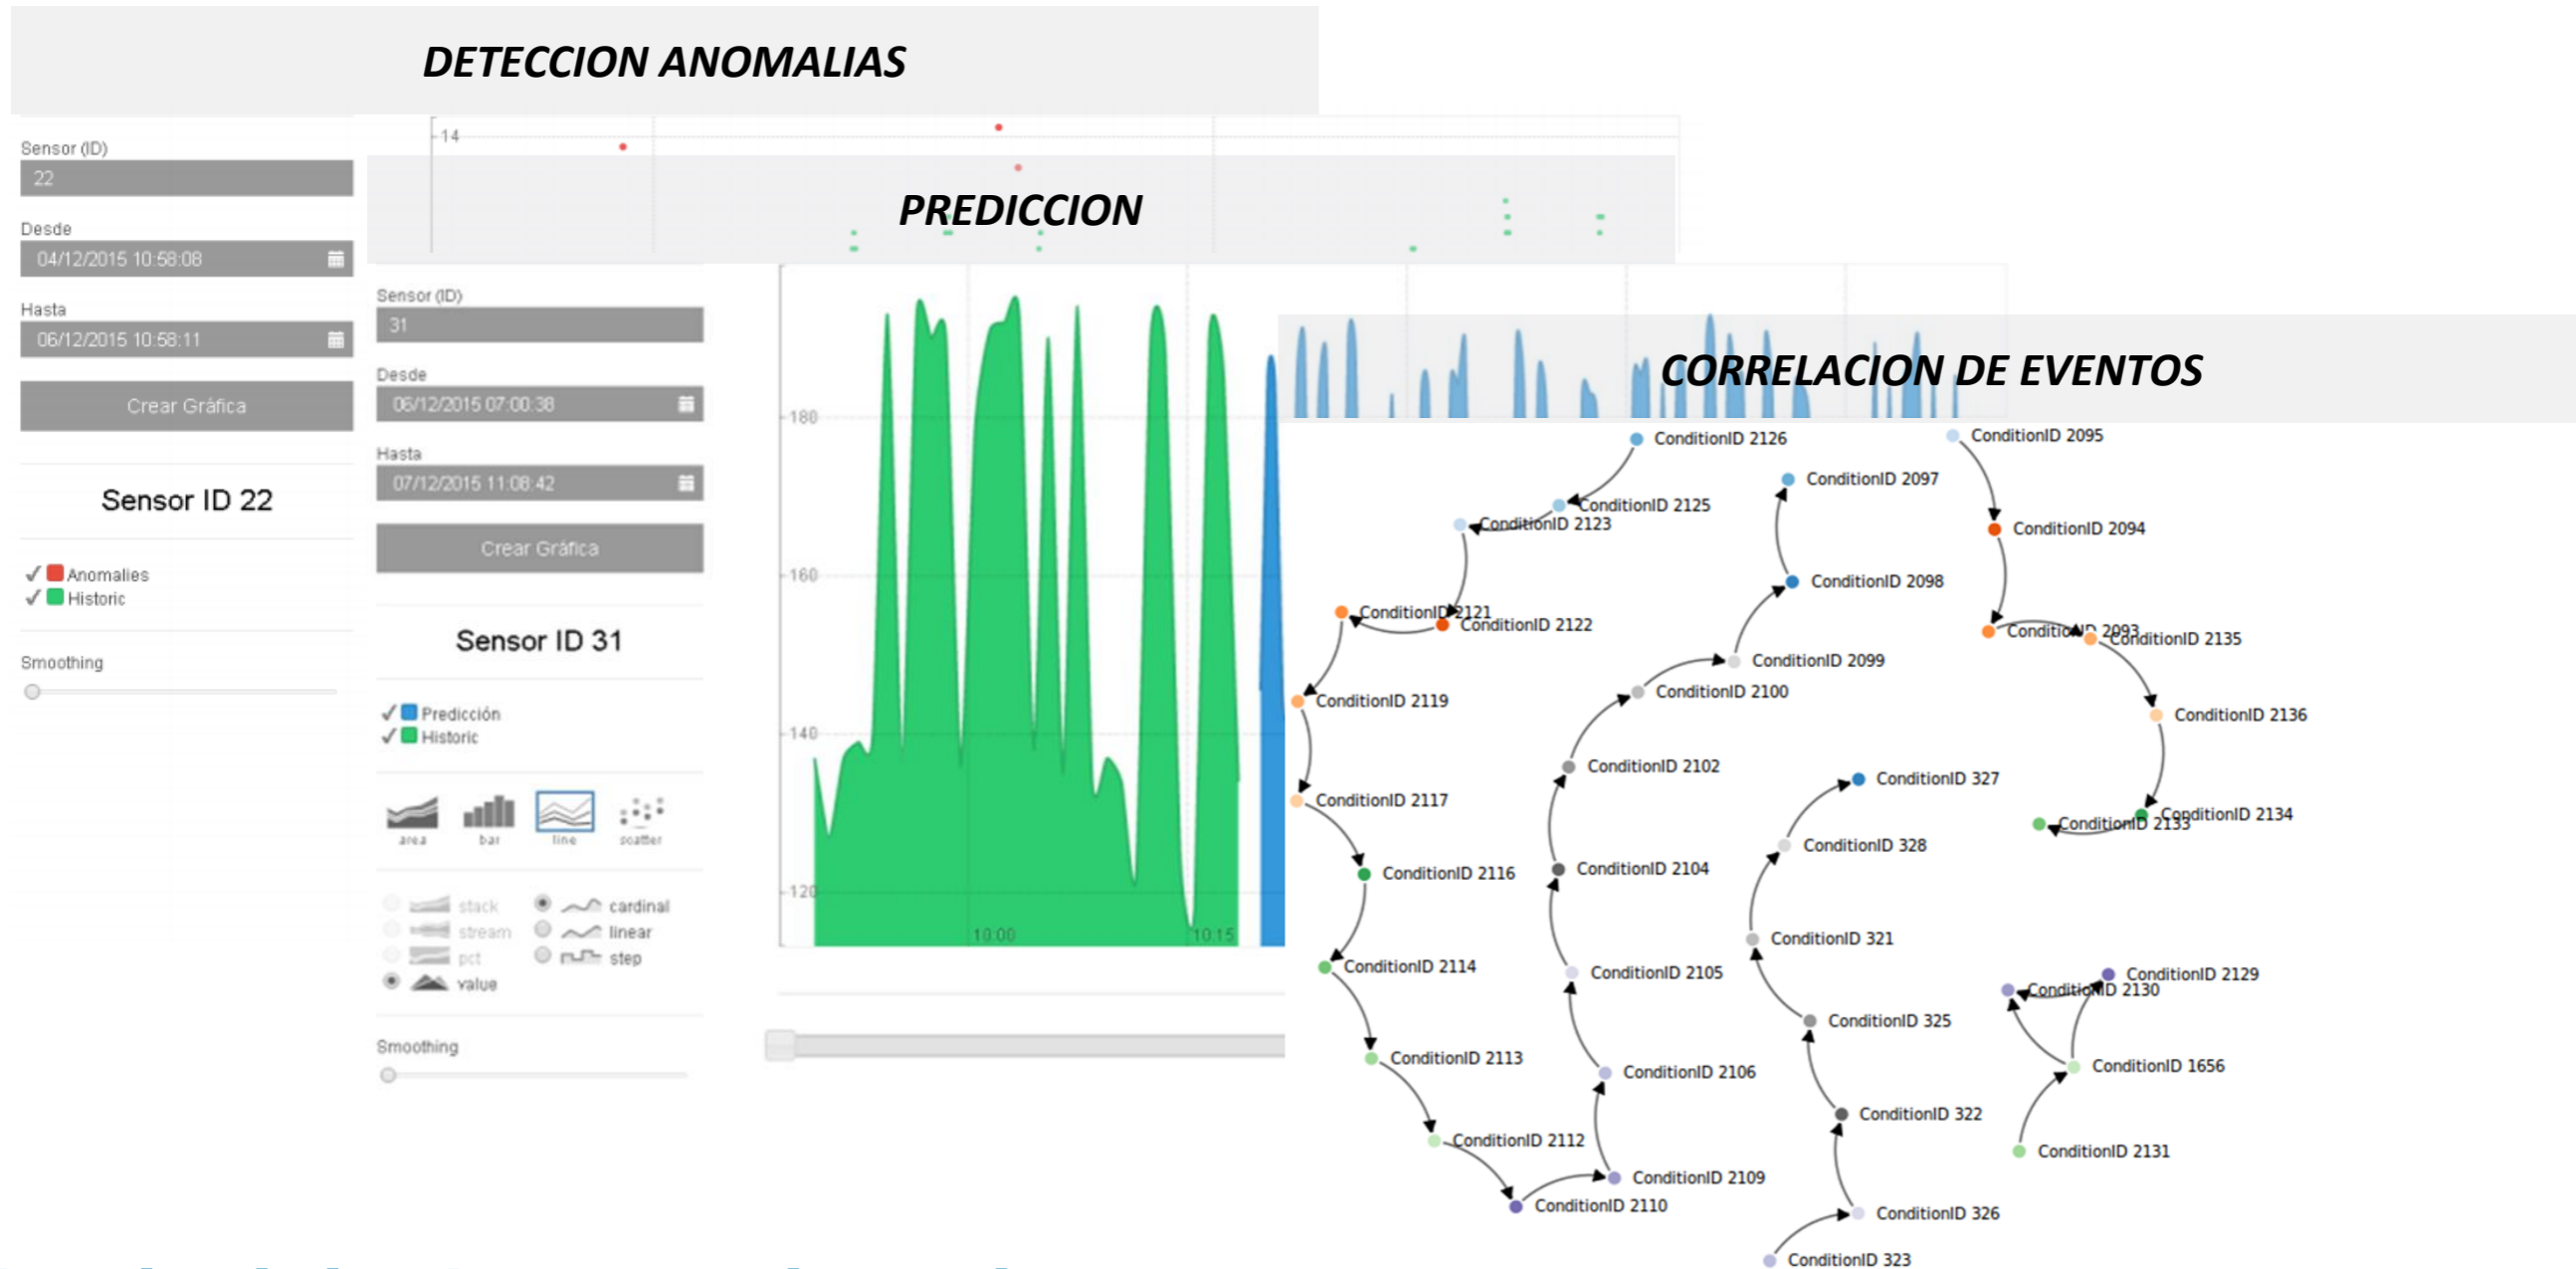 DETECCION ANOMALIAS
14
Sensor (ID)
22
Desde
04/12/2015 10:58:08
Hasta
06/12/2015 10:58:11
Crear Gráfica
Sensor ID 22
Anomalies
Historic
Smoothing
PREDICCION
Sensor (ID)
31
Desde
06/12/2015 07:00:38
Hasta
07/12/2015 11:08:42
Crear Gráfica
Sensor ID 31
Predicción
Historic
area bar line scatter
stack cardinal
stream linear
pct step
value
Smoothing
180
160
140
120
10:00 10:15
CORRELACION DE EVENTOS
ConditionID 2126
ConditionID 2095
ConditionID 2097
ConditionID 2125
ConditionID 2123
ConditionID 2094
ConditionID 2098
ConditionID 2121
ConditionID 2122
ConditionID 2093
ConditionID 2135
ConditionID 2099
ConditionID 2100
ConditionID 2119
ConditionID 2136
ConditionID 2102
ConditionID 327
ConditionID 2117
ConditionID 2134
ConditionID 2133
ConditionID 328
ConditionID 2104
ConditionID 2116
ConditionID 321
ConditionID 2114
ConditionID 2105
ConditionID 2129
ConditionID 2130
ConditionID 325
ConditionID 2113
ConditionID 1656
ConditionID 2106
ConditionID 322
ConditionID 2112
ConditionID 2131
ConditionID 2109
ConditionID 2110
ConditionID 326
ConditionID 323